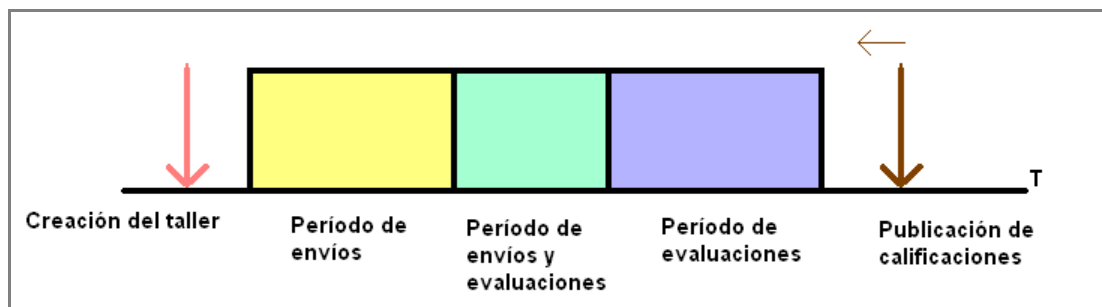 T
Creación del taller
Período de
envíos
Período de
envíos y
evaluaciones
Período de
evaluaciones
Publicación de
calificaciones